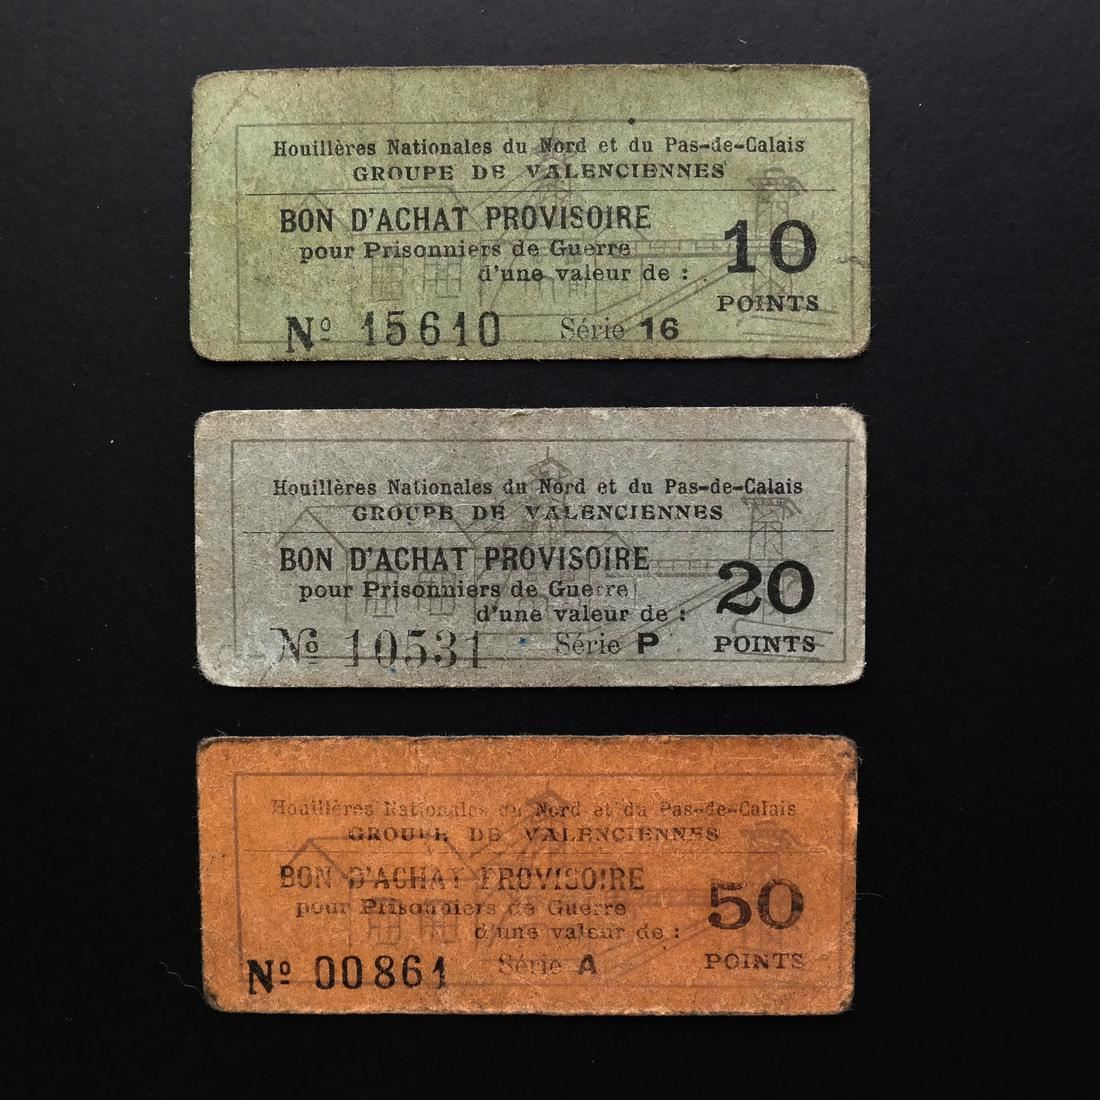 Houillères Nationales du Nord et du Pas-de-Calais
GROUPE DE VALENCIENNES
BON D'ACHAT PROVISOIRE
pour Prisonniers de Guerre
d'une valeur de :
10
POINTS
Nº 15610 Série 16
Houillères Nationales du Nord et du Pas-de-Calais
GROUPE DE VALENCIENNES
BON D'ACHAT PROVISOIRE
pour Prisonniers de Guerre
d'une valeur de :
20
POINTS
Nº 10531 Série P
Houillères Nationales du Nord et du Pas-de-Calais
GROUPE DE VALENCIENNES
BON D'ACHAT PROVISOIRE
pour Prisonniers de Guerre
d'une valeur de :
50
POINTS
Nº 00861 Série A